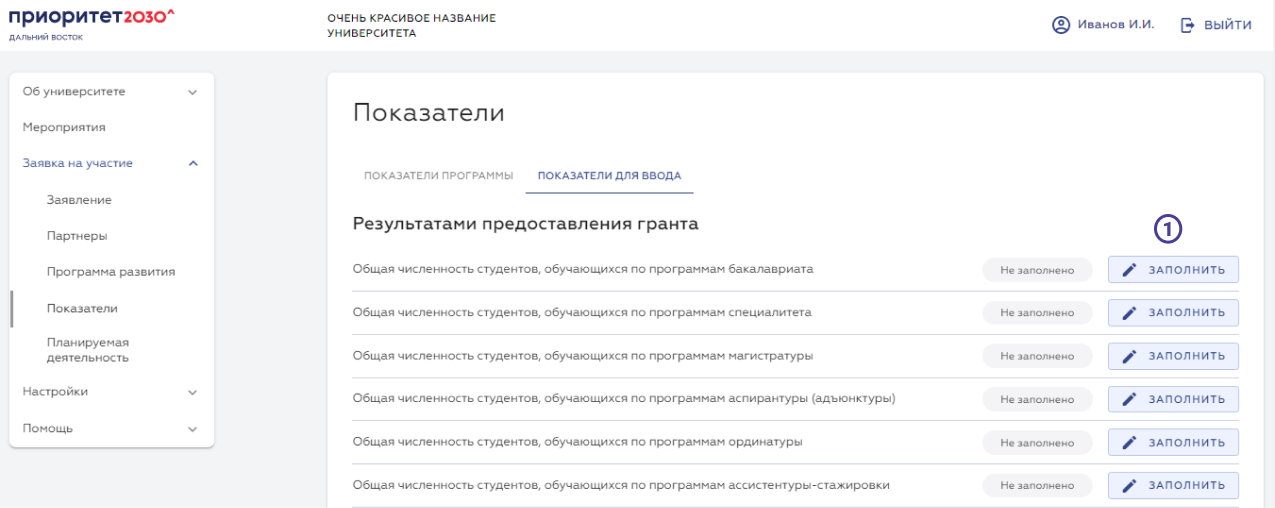 приоритет2030^
ДАЛЬНИЙ ВОСТОК
ОЧЕНЬ КРАСИВОЕ НАЗВАНИЕ
УНИВЕРСИТЕТА
Иванов И.И.
ВЫЙТИ
Об университете
Мероприятия
Заявка на участие
Заявление
Партнеры
Программа развития
Показатели
Планируемая
деятельность
Настройки
Помощь
Показатели
ПОКАЗАТЕЛИ ПРОГРАММЫ
ПОКАЗАТЕЛИ ДЛЯ ВВОДА
Результатами предоставления гранта
1
Общая численность студентов, обучающихся по программам бакалавриата
Не заполнено
ЗАПОЛНИТЬ
Общая численность студентов, обучающихся по программам специалитета
Не заполнено
ЗАПОЛНИТЬ
Общая численность студентов, обучающихся по программам магистратуры
Не заполнено
ЗАПОЛНИТЬ
Общая численность студентов, обучающихся по программам аспирантуры (адъюнктуры)
Не заполнено
ЗАПОЛНИТЬ
Общая численность студентов, обучающихся по программам ординатуры
Не заполнено
ЗАПОЛНИТЬ
Общая численность студентов, обучающихся по программам ассистентуры-стажировки
Не заполнено
ЗАПОЛНИТЬ